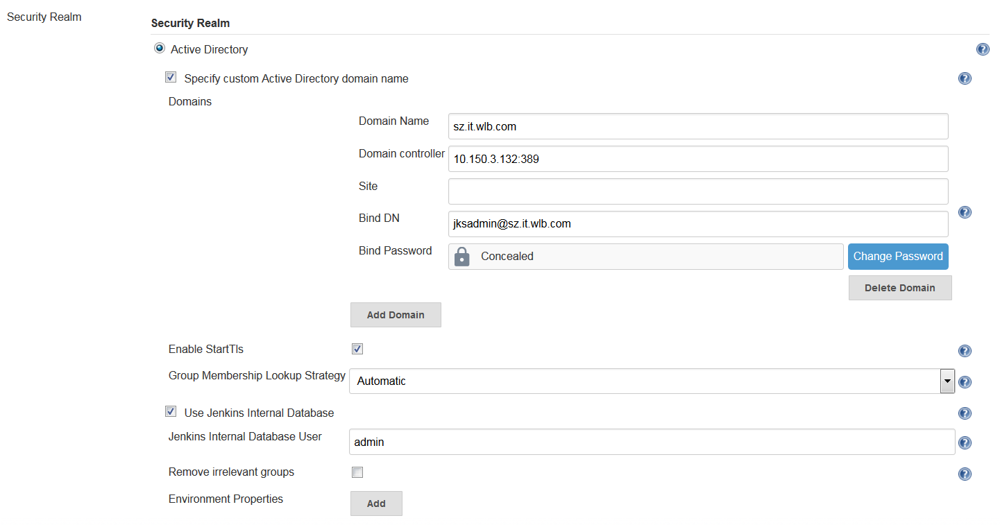 Security Realm
Security Realm
Active Directory
Specify custom Active Directory domain name
Domains
Domain Name sz.it.wlb.com
Domain controller 10.150.3.132:389
Site
Bind DN jksadmin@sz.it.wlb.com
Bind Password Concealed Change Password
Delete Domain
Add Domain
Enable StartTls
Group Membership Lookup Strategy Automatic
Use Jenkins Internal Database
Jenkins Internal Database User admin
Remove irrelevant groups
Environment Properties Add